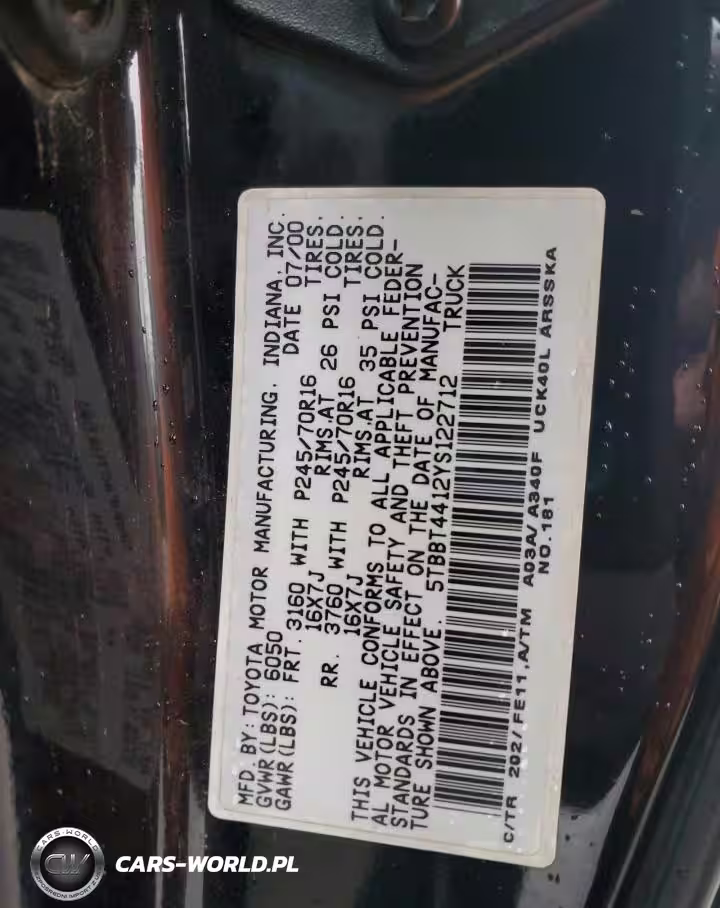 MFD. BY: TOYOTA MOTOR MANUFACTURING, INDIANA, INC.
GVWR (LBS): 6050 DATE 07/00
GAWR (LBS): FRT. 3160 WITH P245/70R16 TIRES,
16X7J RIMS, AT 26 PSI COLD.
RR. 3760 WITH P245/70R16 TIRES,
16X7J RIMS, AT 35 PSI COLD.
THIS VEHICLE CONFORMS TO ALL APPLICABLE FEDER-
AL MOTOR VEHICLE SAFETY AND THEFT PREVENTION
STANDARDS IN EFFECT ON THE DATE OF MANUFAC-
TURE SHOWN ABOVE. 5TBBT4412YS122712 TRUCK
C/TR 202/FE11,A/TM A03A/A340F UCK40L ARSSKA
NO.181
CARS-WORLD
CW
CARS-WORLD.PL